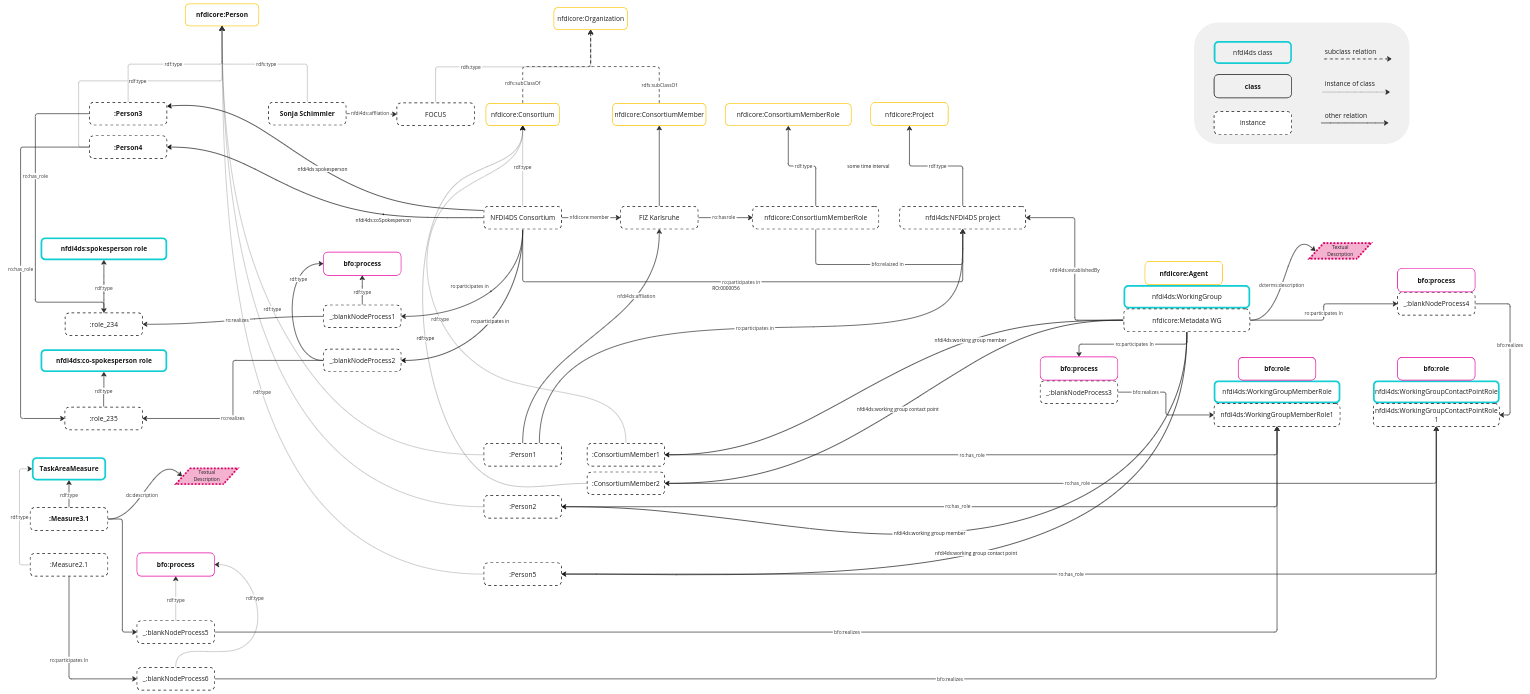 nfdicore:Person
nfdicore:Organization
nfdi4ds class
subclass relation
class
instance of class
instance
other relation
rdf:type
rdfs:type
rdfs:type
rdf:type
rdfs:subClassOf
rdfs:subClassOf
:Person3
Sonja Schimmler
nfdi4ds:affliation
FOCUS
nfdicore:Consortium
nfdicore:ConsortiumMember
nfdicore:ConsortiumMemberRole
nfdicore:Project
:Person4
ro:has_role
nfdi4ds:spokesperson
rdf:type
rdf:type
some time interval
rdf:type
nfdi4ds:coSpokesperson
NFDI4DS Consortium
nfdicore:member
FIZ Karlsruhe
ro:hasrole
nfdicore:ConsortiumMemberRole
nfdi4ds:NFDI4DS project
nfdi4ds:spokesperson role
ro:has_role
bfo:process
bfo:relaized in
nfdi4ds:establishedBy
nfdicore:Agent
Textual
Description
rdf:type
rdf:type
rdf:type
ro:participates in
ro:participates in
RO:0000056
nfdi4ds:affliation
nfdi4ds:WorkingGroup
dcterms:description
bfo:process
_:blankNodeProcess4
:role_234
ro:realizes
rdf:type
_:blankNodeProcess1
rdf:type
ro:participates in
ro:participates in
nfdicore:Metadata WG
ro:participates in
nfdi4ds:co-spokesperson role
_:blankNodeProcess2
rdf:type
nfdi4ds:working group member
ro:participates in
bfo:realizes
bfo:process
bfo:role
bfo:role
rdf:type
rdf:type
_:blankNodeProcess3
bfo:realizes
nfdi4ds:WorkingGroupMemberRole
nfdi4ds:WorkingGroupContactPointRole
:role_235
ro:realizes
nfdi4ds:working group contact point
nfdi4ds:WorkingGroupMemberRole1
nfdi4ds:WorkingGroupContactPointRole
1
:Person1
:ConsortiumMember1
ro:has_role
TaskAreaMeasure
Textual
Description
:ConsortiumMember2
ro:has_role
rdf:type
dc:description
:Person2
ro:has_role
rdf:type
:Measure3.1
nfdi4ds:working group member
nfdi4ds:working group contact point
:Measure2.1
bfo:process
:Person5
ro:has_role
rdf:type
rdf:type
_:blankNodeProcess5
bfo:realizes
ro:participates in
_:blankNodeProcess6
bfo:realizes